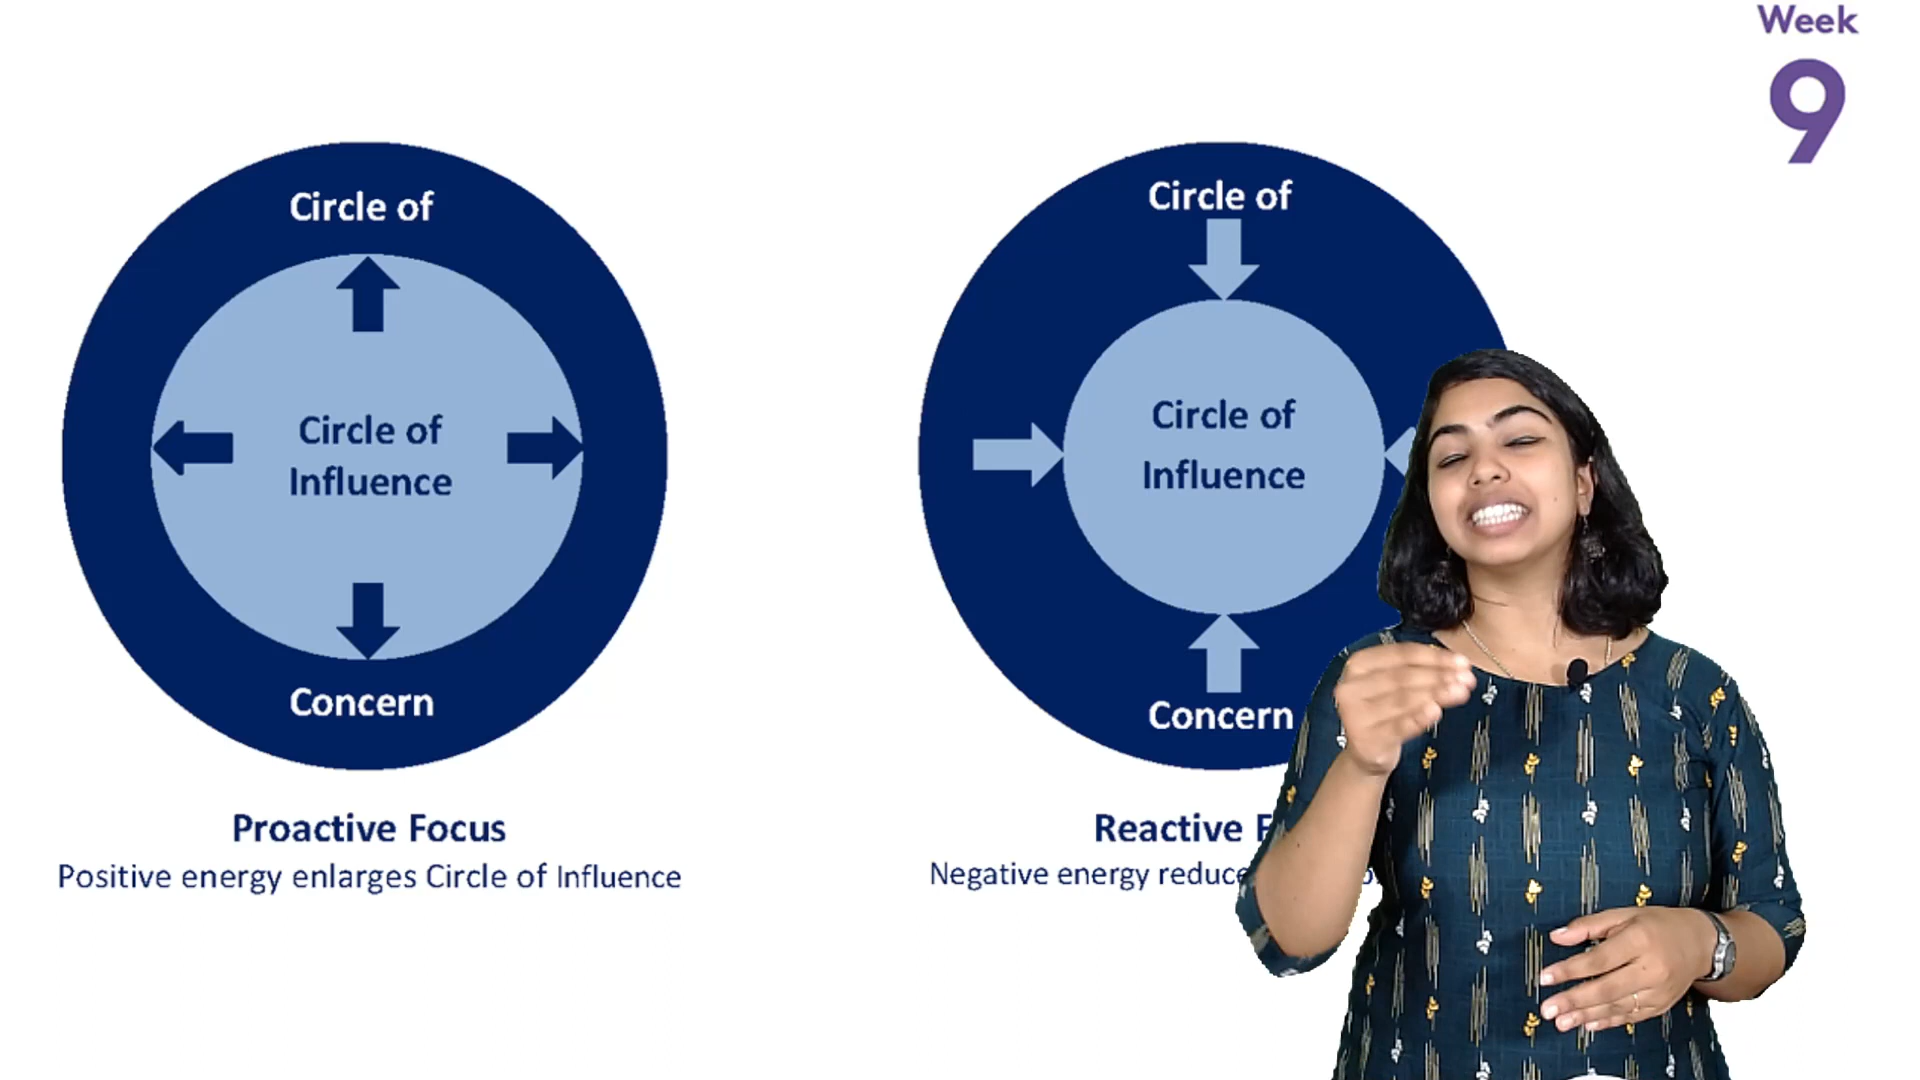 Week
9
Circle of
Circle of
Influence
Concern
Proactive Focus
Positive energy enlarges Circle of Influence
Circle of
Circle of
Influence
Concern
Reactive
Negative energy